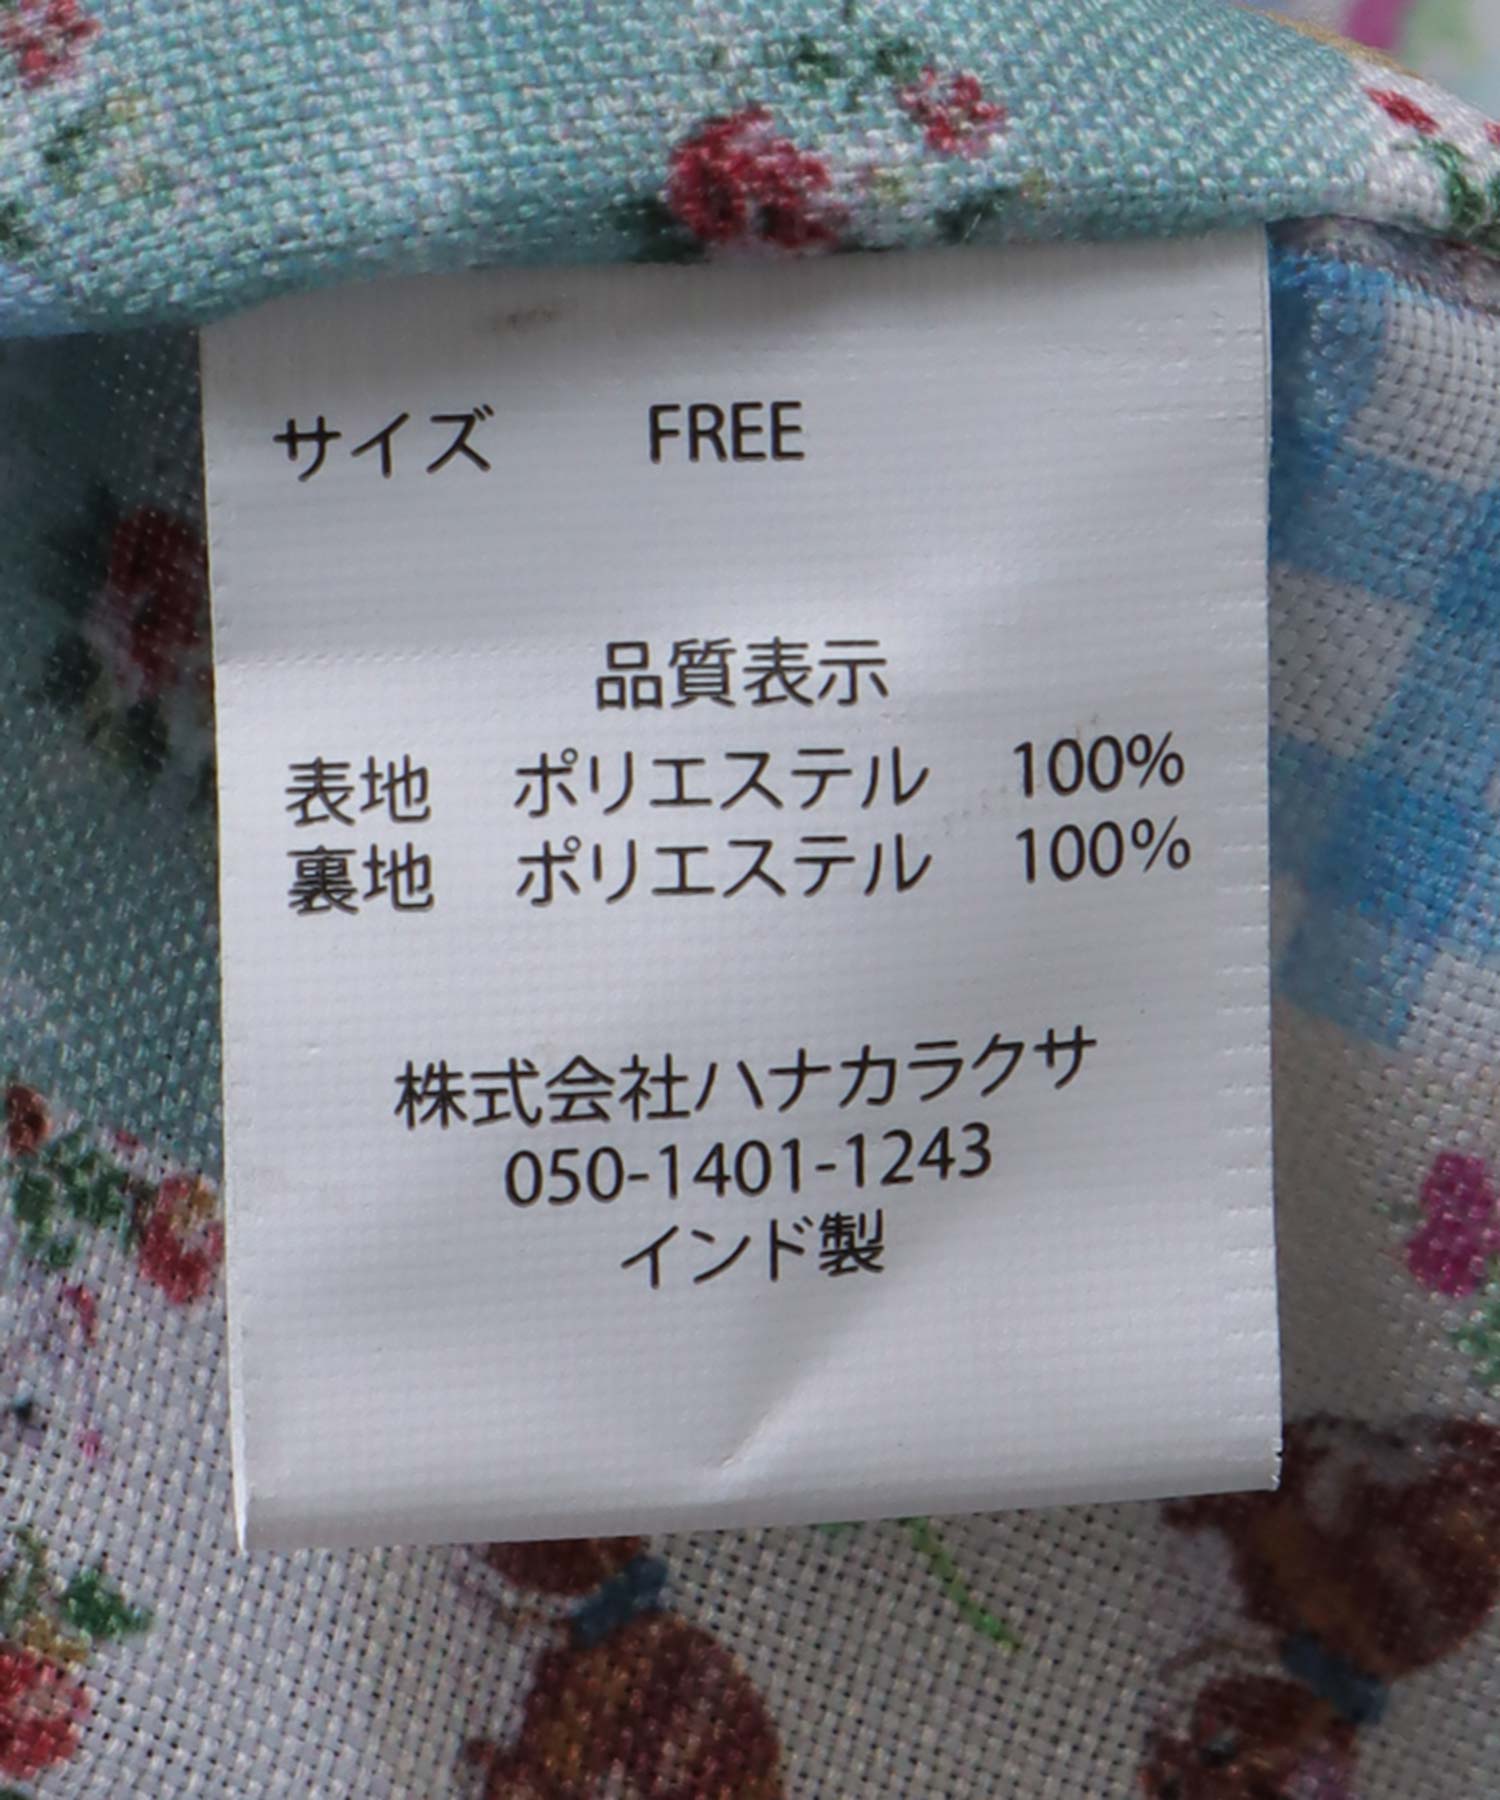 サイズ FREE
品質表示
表地 ポリエステル 100%
裏地 ポリエステル 100%
株式会社ハナカラクサ
050-1401-1243
インド製